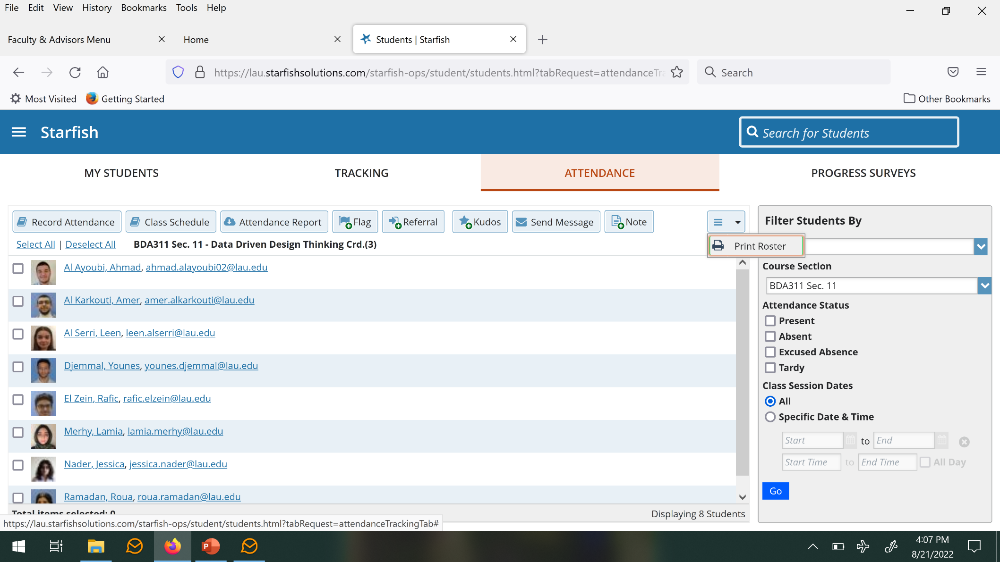 File Edit View History Bookmarks Tools Help
Faculty & Advisors Menu Home Students | Starfish
https://lau.starfishsolutions.com/starfish-ops/student/students.html?tabRequest=attendanceTra Search
Most Visited Getting Started Other Bookmarks
Starfish Search for Students
MY STUDENTS TRACKING ATTENDANCE PROGRESS SURVEYS
Record Attendance Class Schedule Attendance Report Flag Referral Kudos Send Message Note
Select All | Deselect All BDA311 Sec. 11 - Data Driven Design Thinking Crd.(3)
Print Roster
Al Ayoubi, Ahmad, ahmad.alayoubi02@lau.edu
Al Karkouti, Amer, amer.alkarkouti@lau.edu
Al Serri, Leen, leen.alserri@lau.edu
Djemmal, Younes, younes.djemmal@lau.edu
El Zein, Rafic, rafic.elzein@lau.edu
Merhy, Lamia, lamia.merhy@lau.edu
Nader, Jessica, jessica.nader@lau.edu
Ramadan, Roua, roua.ramadan@lau.edu
Total items selected: 0 Displaying 8 Students
Filter Students By
Course Section
BDA311 Sec. 11
Attendance Status
Present
Absent
Excused Absence
Tardy
Class Session Dates
All
Specific Date & Time
Start to End
Start Time to End Time All Day
Go
https://lau.starfishsolutions.com/starfish-ops/student/students.html?tabRequest=attendanceTrackingTab#
P
4:07 PM
8/21/2022